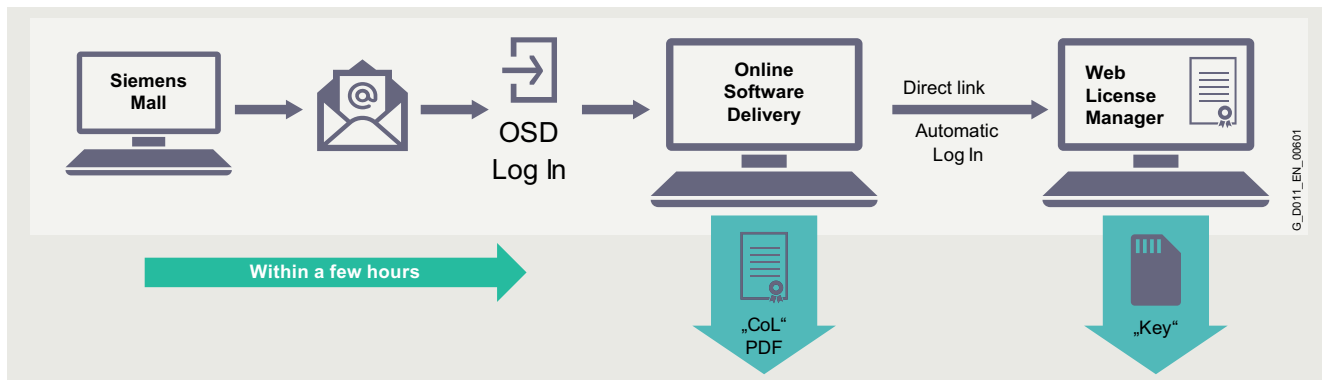 Siemens
Mall
@
OSD
Log In
Online
Software
Delivery
Direct link
Automatic
Log In
Web
License
Manager
G_D011_EN_00601
Within a few hours
„CoL“
PDF
„Key“